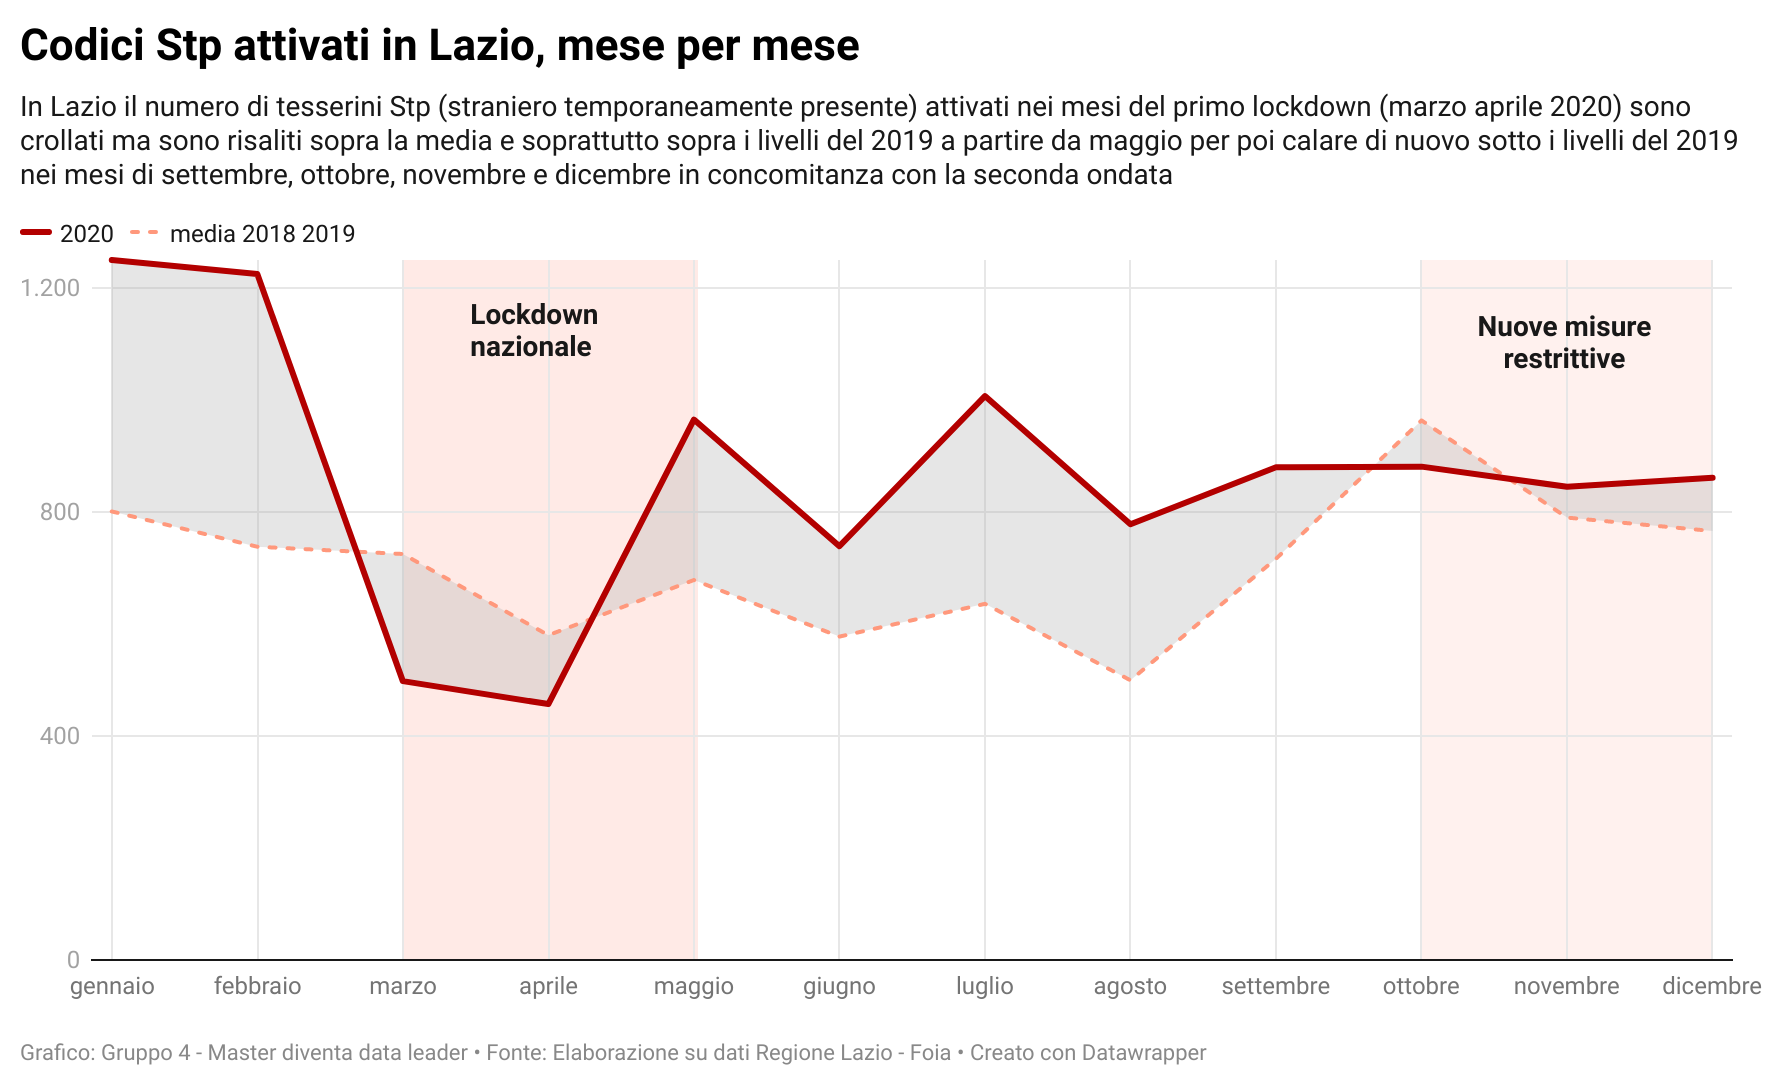 Codici Stp attivati in Lazio, mese per mese
In Lazio il numero di tesserini Stp (straniero temporaneamente presente) attivati nei mesi del primo lockdown (marzo aprile 2020) sono
crollati ma sono risaliti sopra la media e soprattutto sopra i livelli del 2019 a partire da maggio per poi calare di nuovo sotto i livelli del 2019
nei mesi di settembre, ottobre, novembre e dicembre in concomitanza con la seconda ondata
2020 media 2018 2019
1.200
Lockdown
nazionale
Nuove misure
restrittive
800
400
0
gennaio febbraio marzo aprile maggio giugno luglio agosto settembre ottobre novembre dicembre
Grafico: Gruppo 4 - Master diventa data leader • Fonte: Elaborazione su dati Regione Lazio - Foia • Creato con Datawrapper